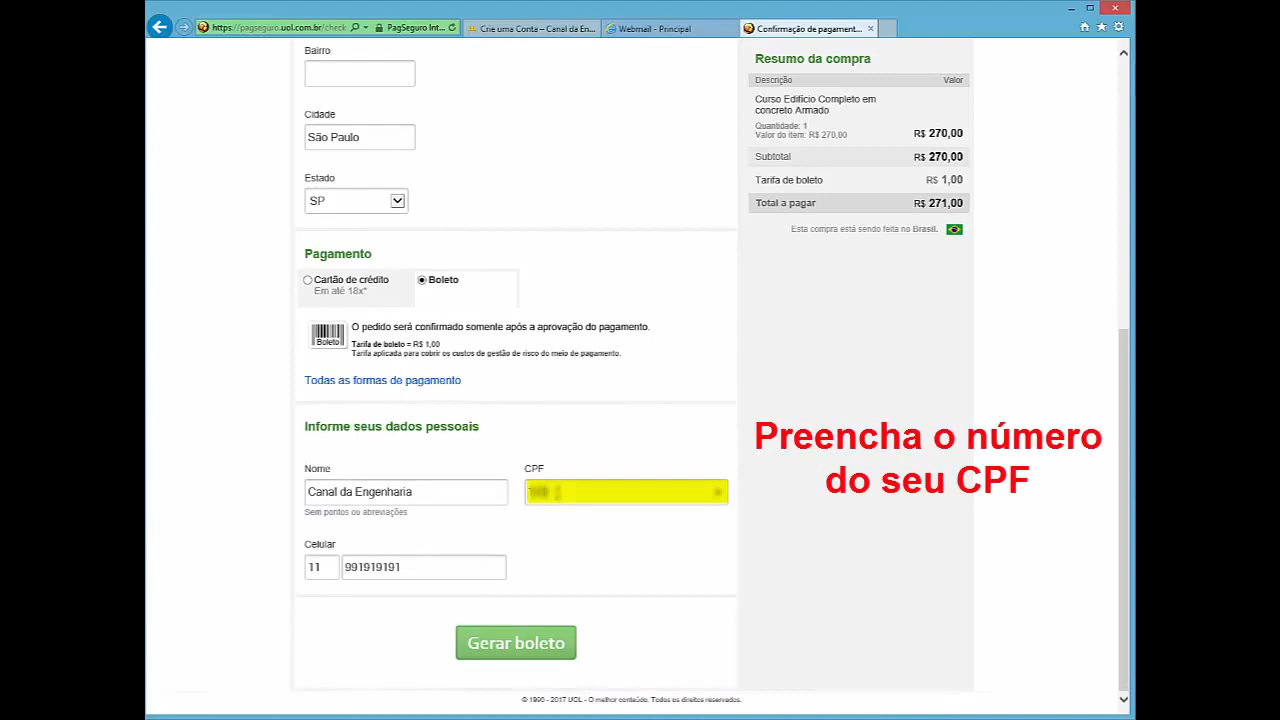 https://pagseguro.uol.com.br/check
PagSeguro Int...
Crie uma Conta – Canal da En...
Webmail - Principal
Confirmação de pagament...
Bairro
Cidade
São Paulo
Estado
SP
Pagamento
Cartão de crédito
Em até 18x*
Boleto
Boleto
O pedido será confirmado somente após a aprovação do pagamento.
Tarifa de boleto = R$ 1,00
Tarifa aplicada para cobrir os custos de gestão de risco do meio de pagamento.
Todas as formas de pagamento
Informe seus dados pessoais
Nome
CPF
Canal da Engenharia
Sem pontos ou abreviações
Celular
11 991919191
Gerar boleto
Resumo da compra
Descrição Valor
Curso Edifício Completo em
concreto Armado
Quantidade: 1
Valor do item: R$ 270,00 R$ 270,00
Subtotal R$ 270,00
Tarifa de boleto R$ 1,00
Total a pagar R$ 271,00
Esta compra está sendo feita no Brasil.
Preencha o número
do seu CPF
© 1996 - 2017 UOL - O melhor conteúdo. Todos os direitos reservados.